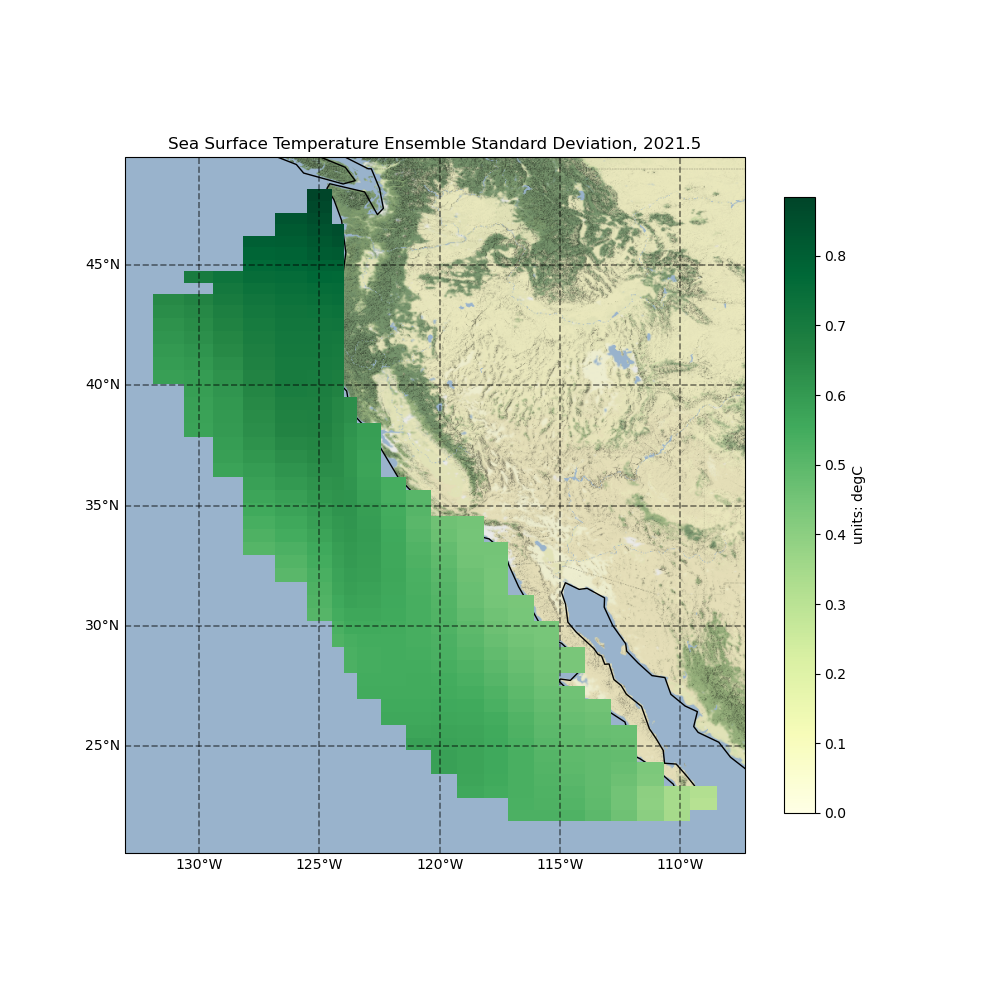 Sea Surface Temperature Ensemble Standard Deviation, 2021.5
45°N
40°N
35°N
30°N
25°N
130°W 125°W 120°W 115°W 110°W
0.8
0.7
0.6
0.5
0.4
0.3
0.2
0.1
0.0
units: degC